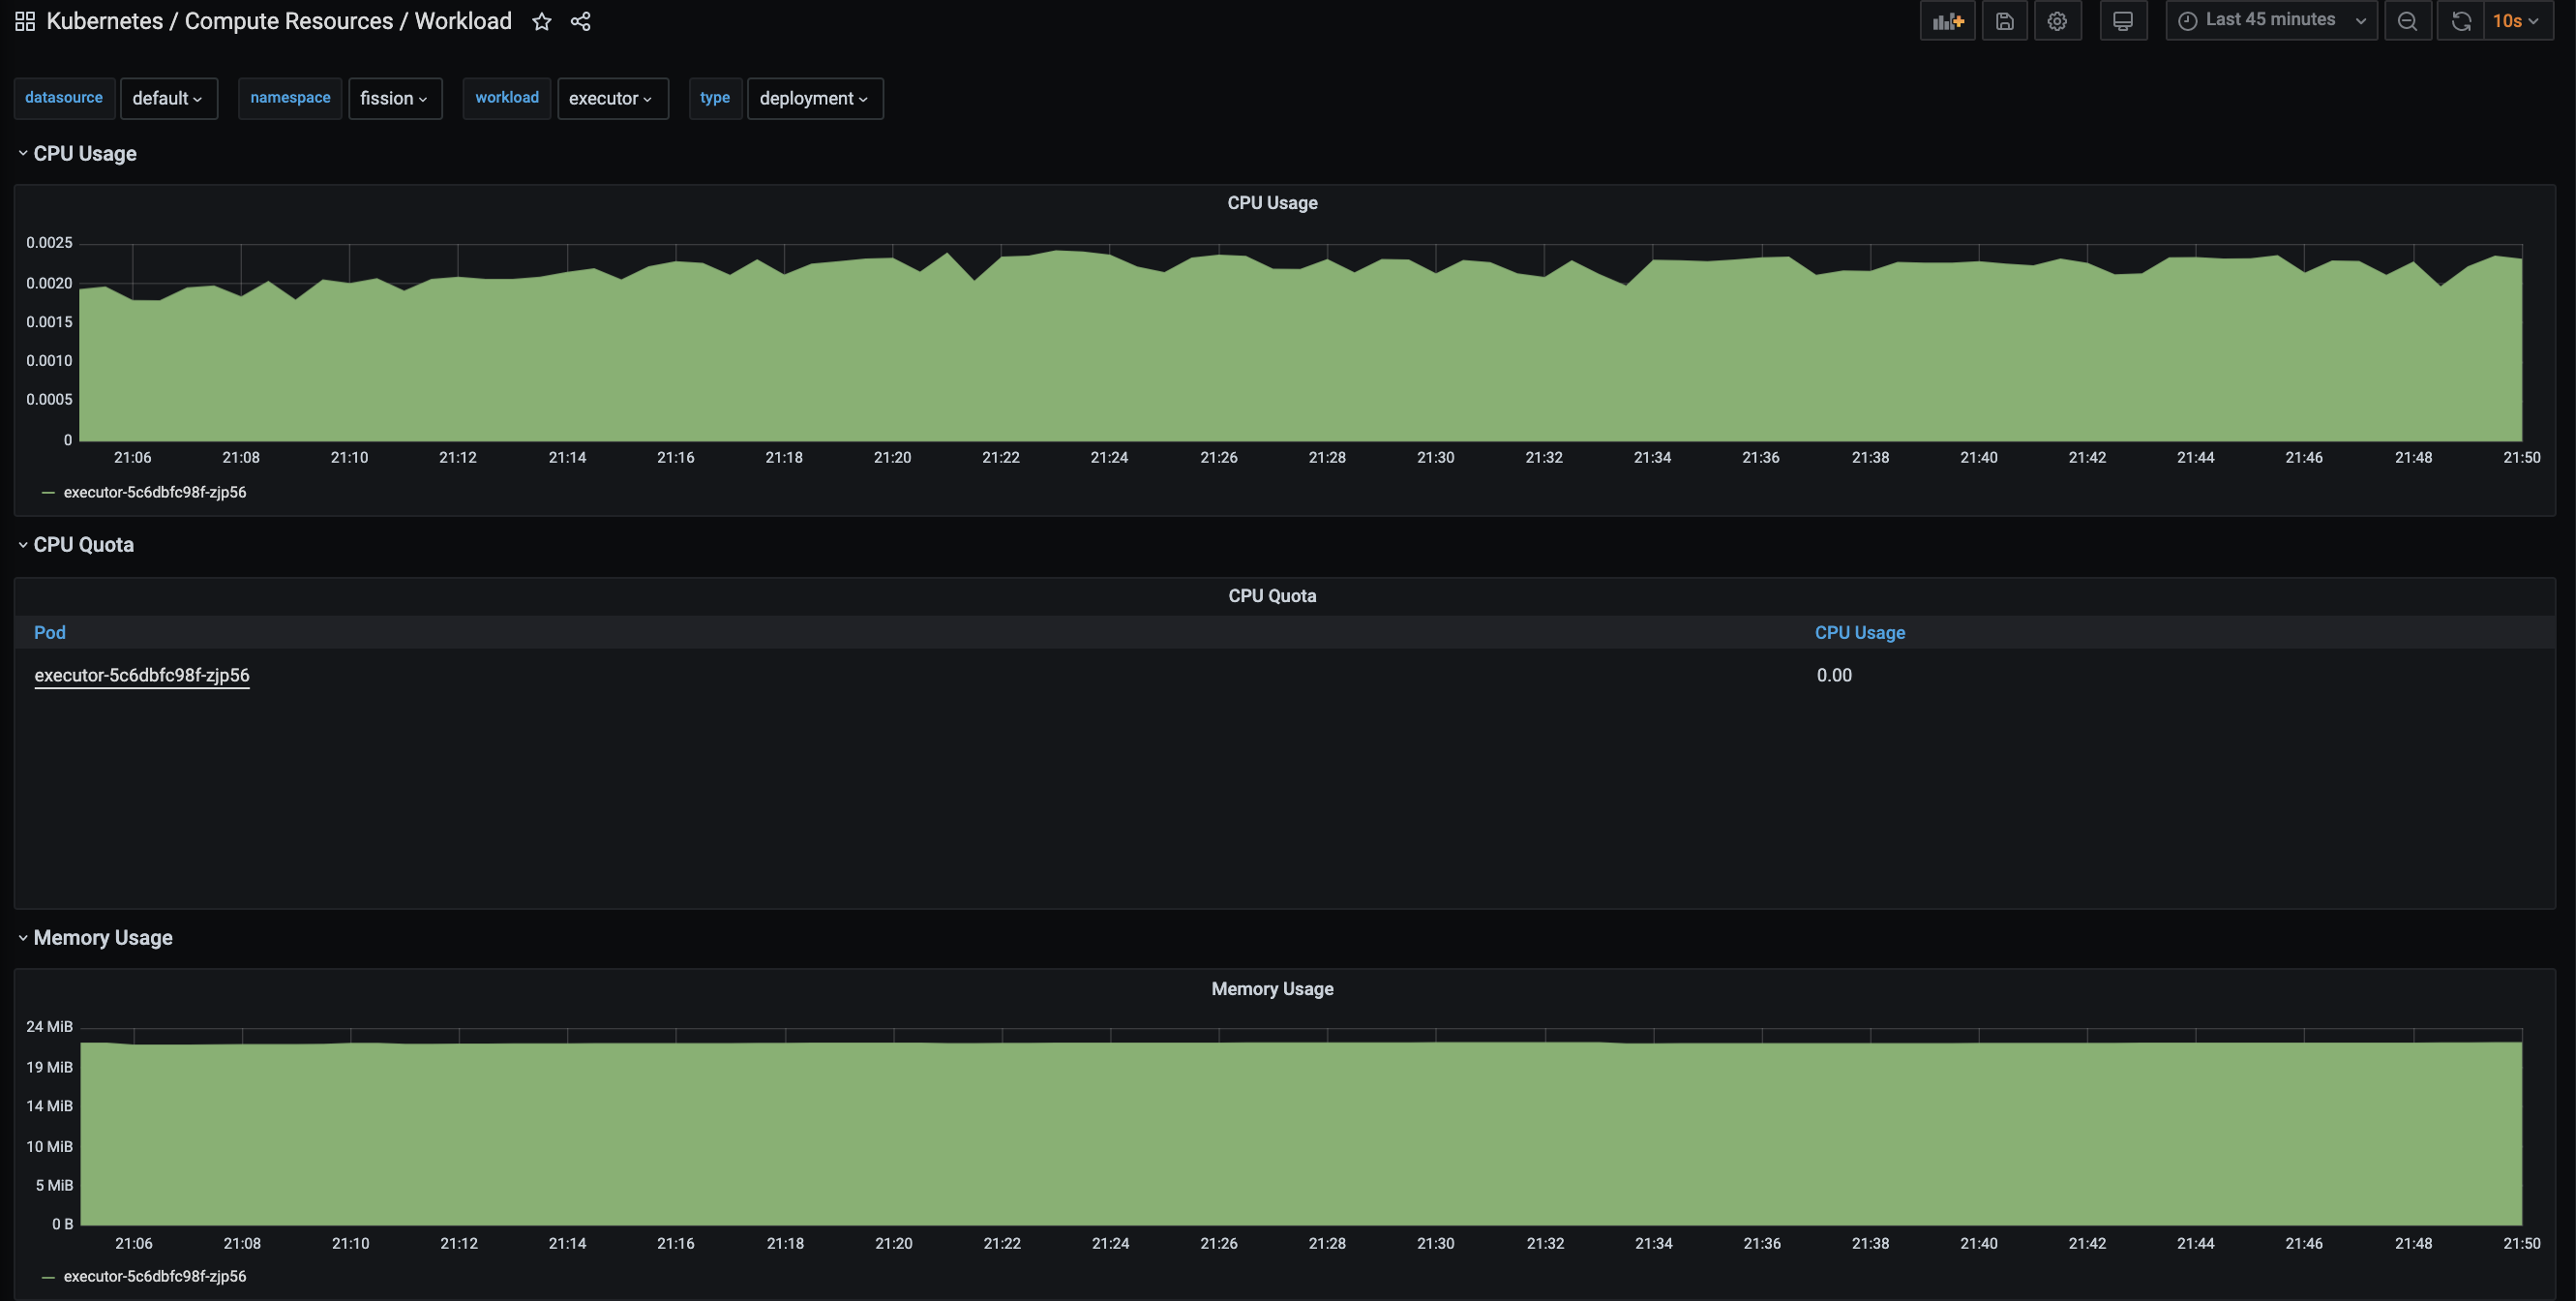 Kubernetes / Compute Resources / Workload
Last 45 minutes
10s
datasource default namespace fission workload executor type deployment
CPU Usage
CPU Usage
0.0025
0.0020
0.0015
0.0010
0.0005
0
21:06 21:08 21:10 21:12 21:14 21:16 21:18 21:20 21:22 21:24 21:26 21:28 21:30 21:32 21:34 21:36 21:38 21:40 21:42 21:44 21:46 21:48 21:50
executor-5c6dbfc98f-zjp56
CPU Quota
CPU Quota
Pod CPU Usage
executor-5c6dbfc98f-zjp56 0.00
Memory Usage
Memory Usage
24 MiB
19 MiB
14 MiB
10 MiB
5 MiB
0 B
21:06 21:08 21:10 21:12 21:14 21:16 21:18 21:20 21:22 21:24 21:26 21:28 21:30 21:32 21:34 21:36 21:38 21:40 21:42 21:44 21:46 21:48 21:50
executor-5c6dbfc98f-zjp56